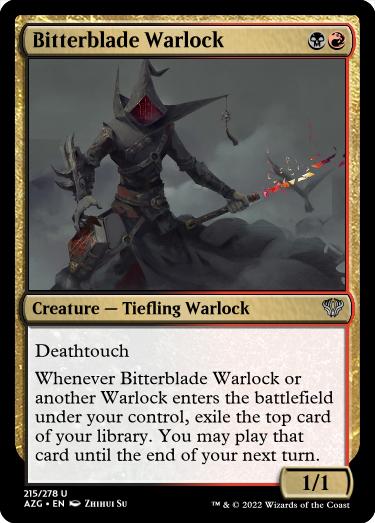 Bitterblade Warlock
Creature — Tiefling Warlock
Deathtouch
Whenever Bitterblade Warlock or
another Warlock enters the battlefield
under your control, exile the top card
of your library. You may play that
card until the end of your next turn.
1/1
215/278 U
AZG • EN Zhihui Su
™ & © 2022 Wizards of the Coast